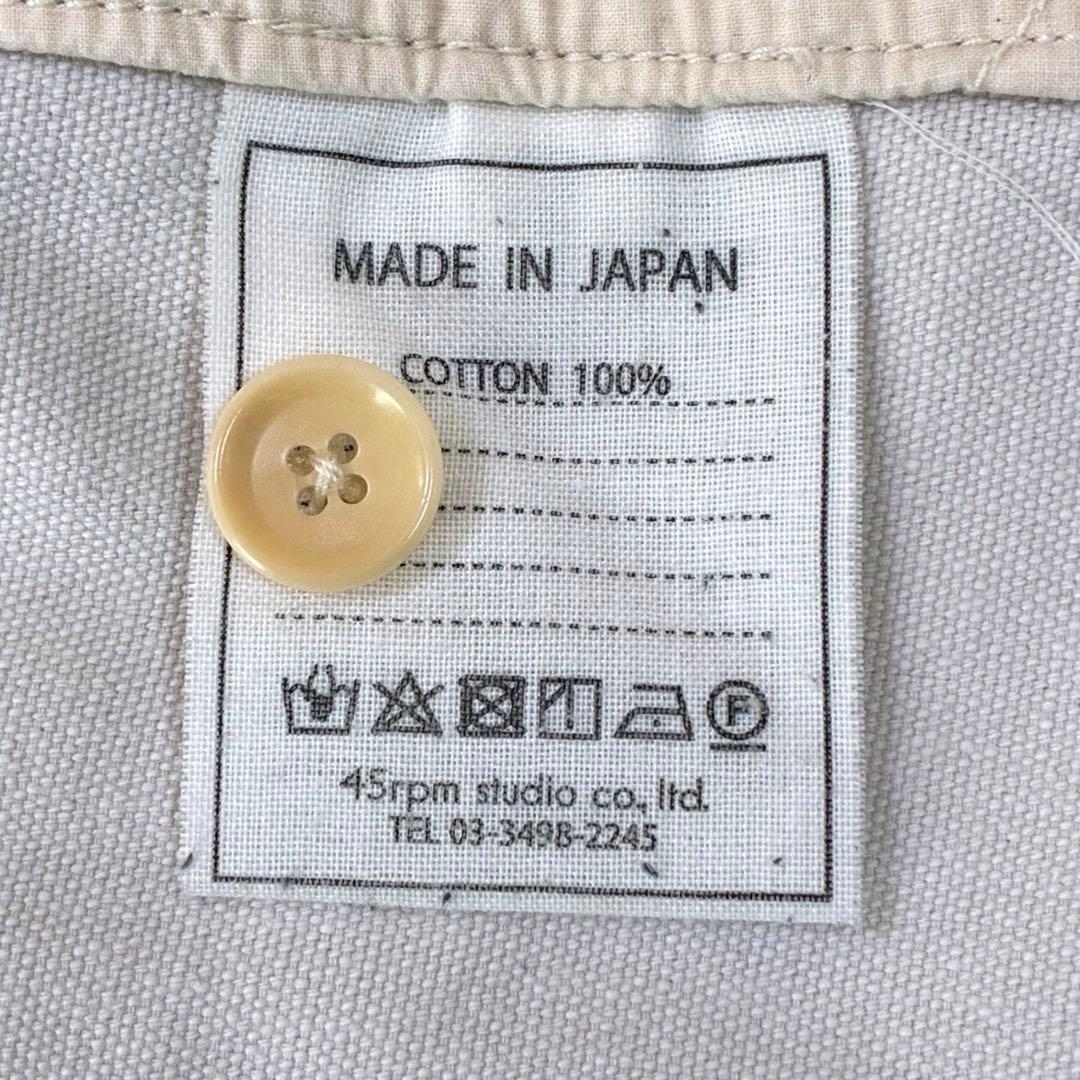 MADE IN JAPAN
COTTON 100%
P
45rpm studio co., ltd.
TEL 03-3498-2245